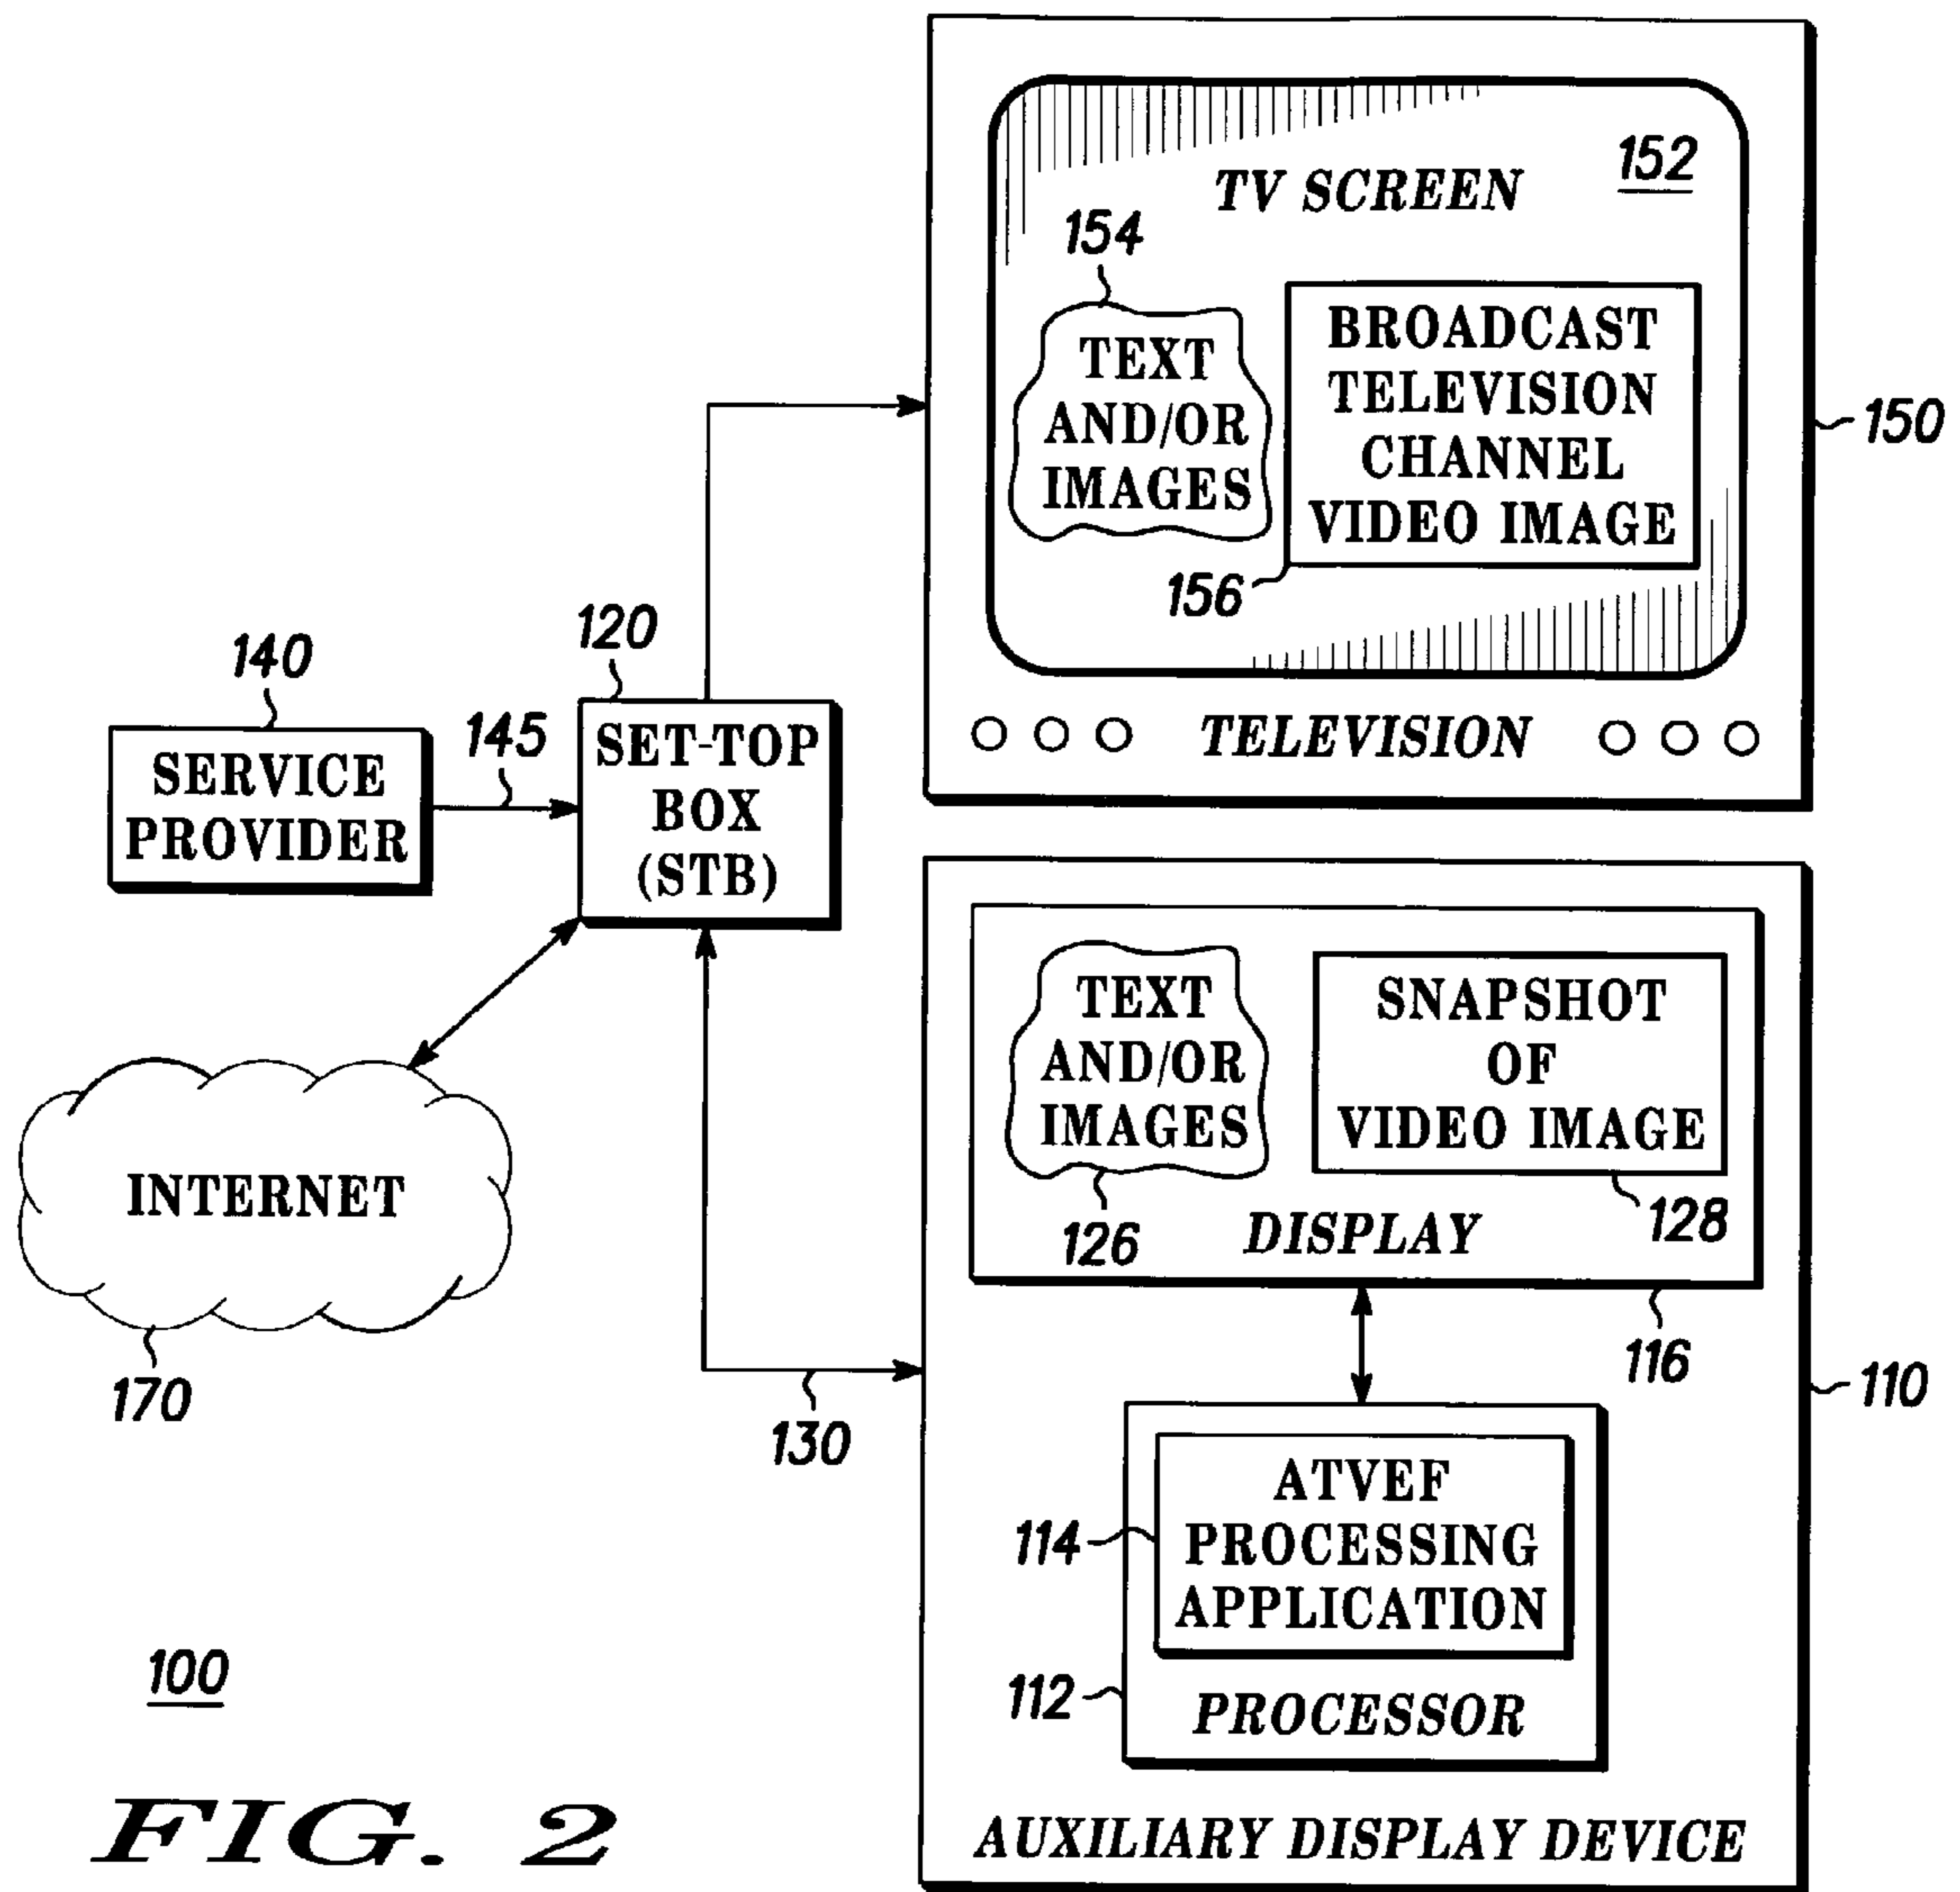 152
TV SCREEN
154
TEXT
AND/OR
IMAGES
BROADCAST
TELEVISION
CHANNEL
VIDEO IMAGE
156
150
TELEVISION
140
SERVICE
PROVIDER
145
120
SET-TOP
BOX
(STB)
INTERNET
170
130
TEXT
AND/OR
IMAGES
126
SNAPSHOT
OF
VIDEO IMAGE
128
DISPLAY
116
110
ATVEF
PROCESSING
APPLICATION
114
112
PROCESSOR
AUXILIARY DISPLAY DEVICE
100
FIG. 2